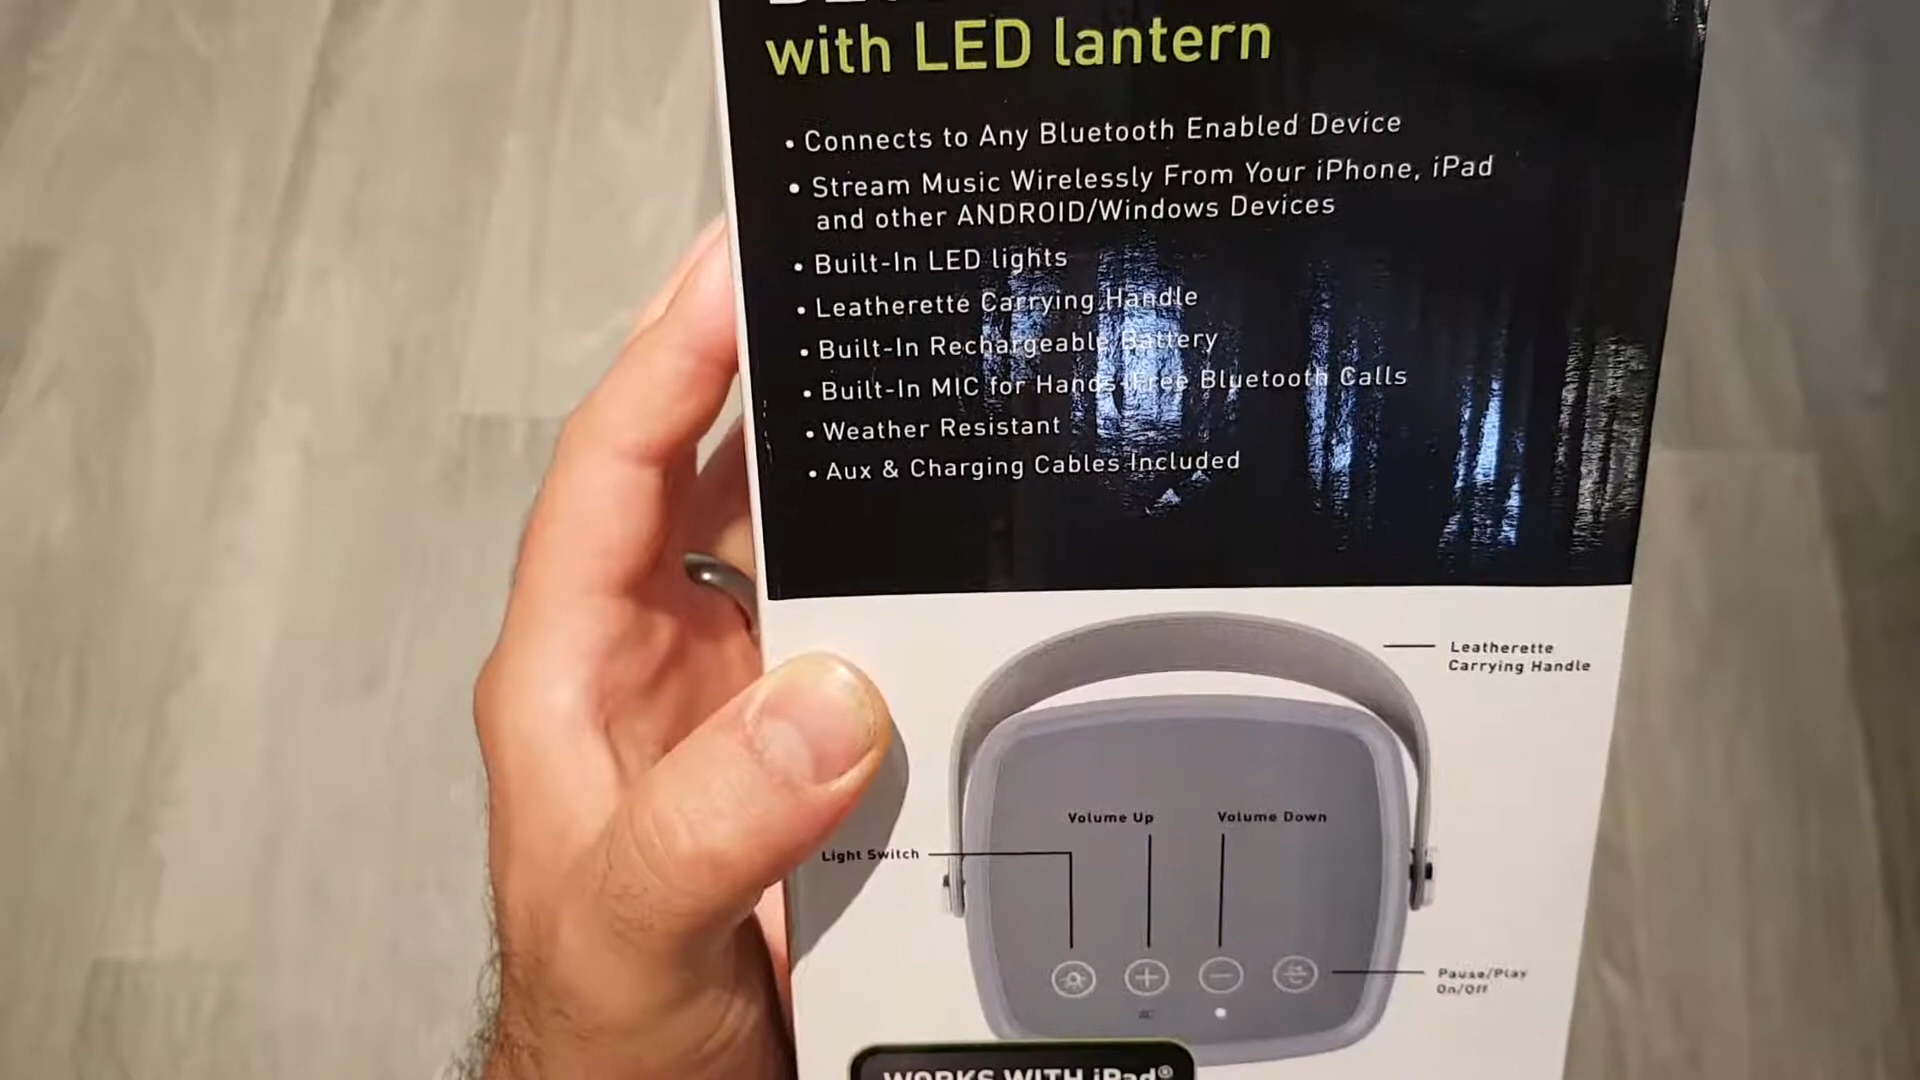 with LED lantern
• Connects to Any Bluetooth Enabled Device
• Stream Music Wirelessly From Your iPhone, iPad
and other ANDROID/Windows Devices
• Built-In LED lights
• Leatherette Carrying Handle
• Built-In Rechargeable Battery
• Built-In MIC for Hands-Free Bluetooth Calls
• Weather Resistant
• Aux & Charging Cables Included
Leatherette
Carrying Handle
Volume Up
Volume Down
Light Switch
Pause/Play
On/Off
WORKS WITH iPad®